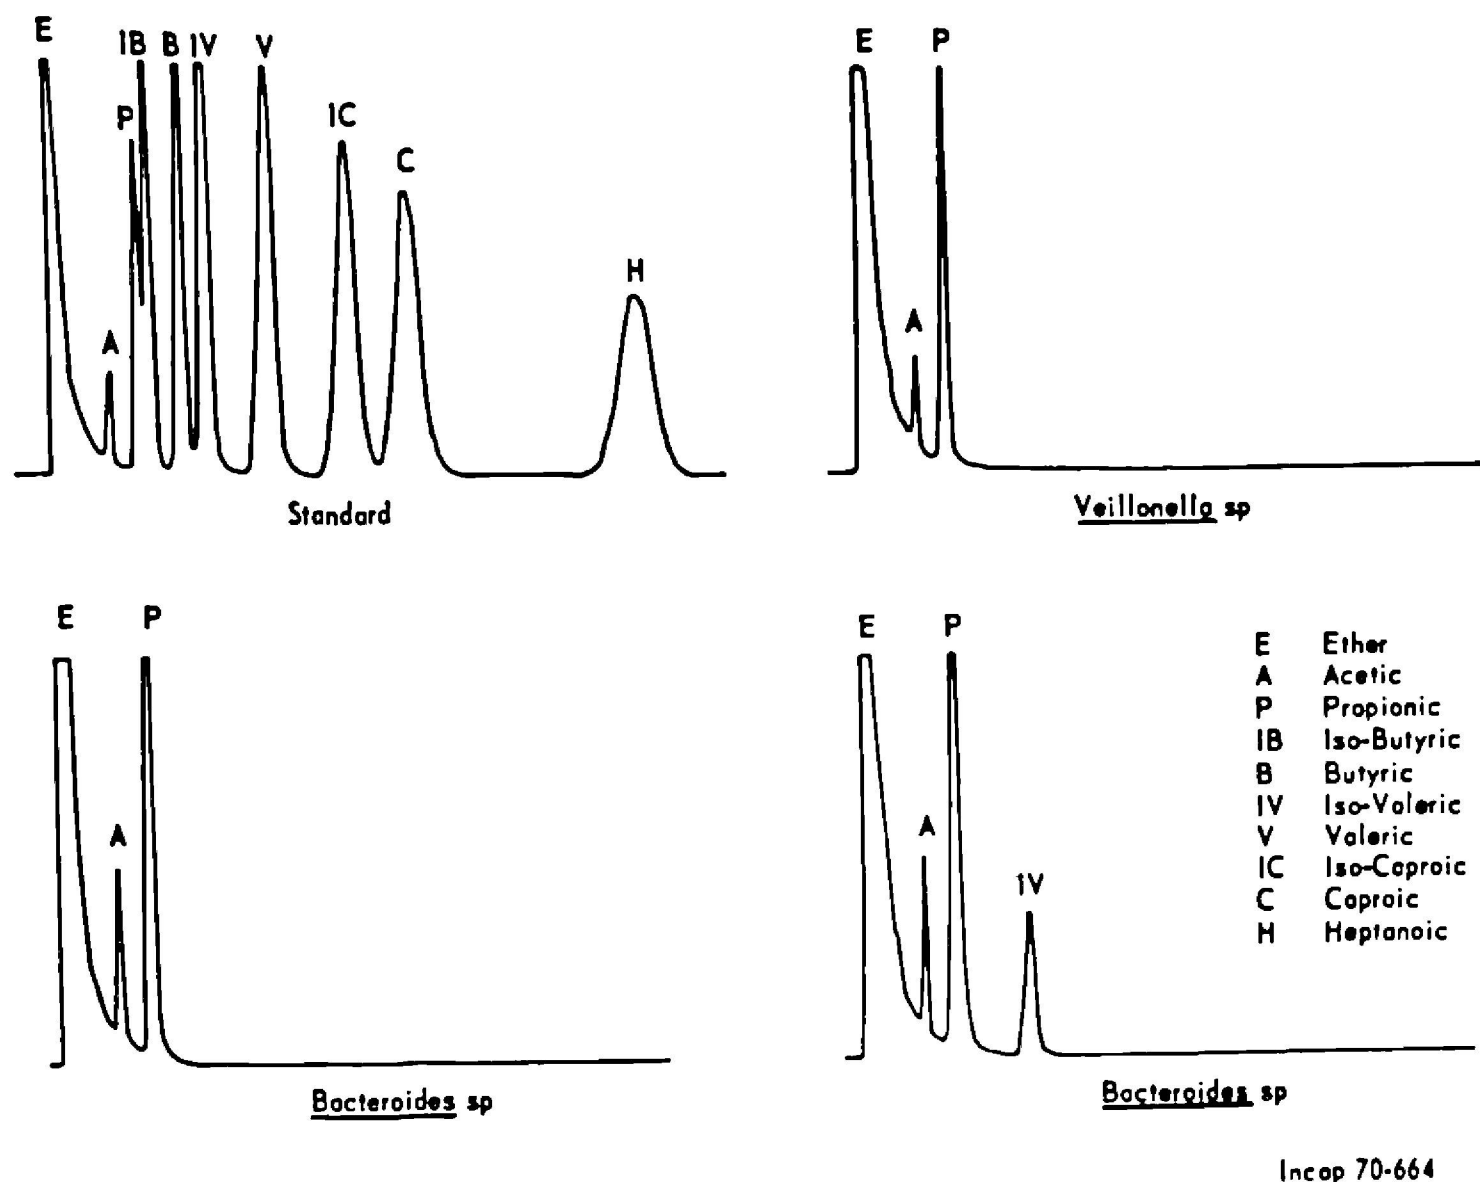 E
IB B IV V
P
IC
C
A
H
Standard
E P
A
Veillonella sp
E P
A
Bacteroides sp
E P
A
IV
Bacteroides sp
E Ether
A Acetic
P Propionic
IB Iso-Butyric
B Butyric
IV Iso-Valeric
V Valeric
IC Iso-Caproic
C Caproic
H Heptanoic
Incap 70-664